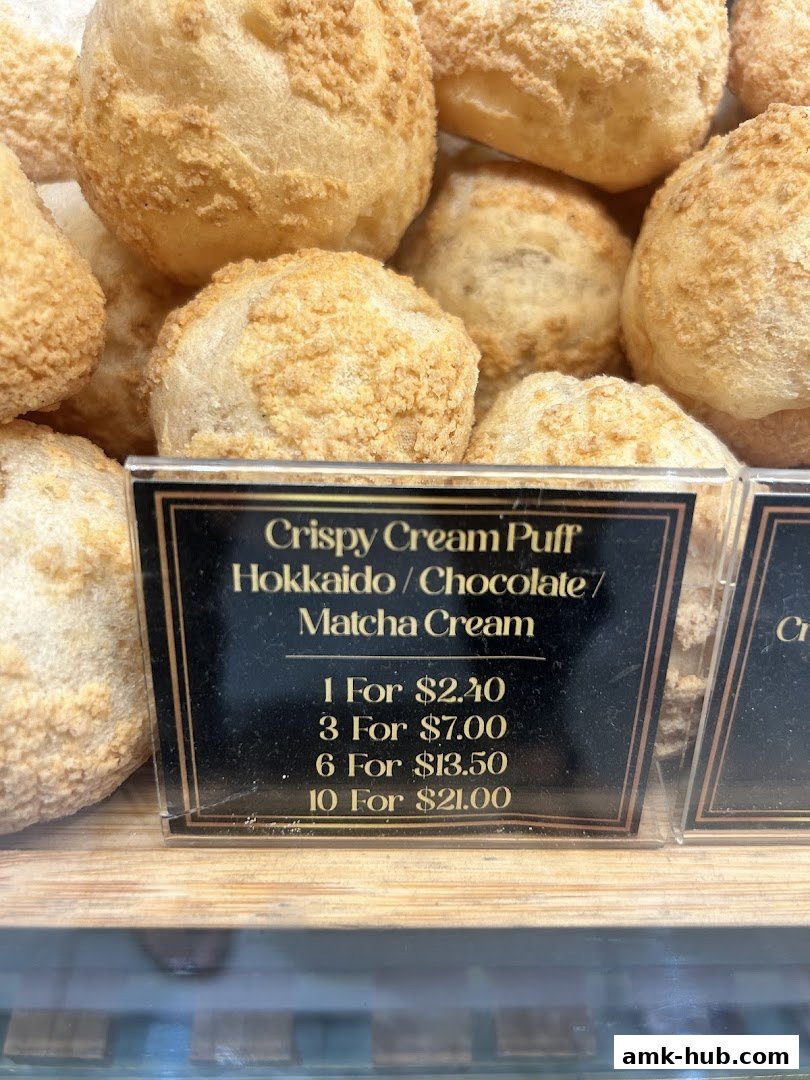 Crispy Cream Puff
Hokkaido / Chocolate /
Matcha Cream
1 For $2.40
3 For $7.00
6 For $13.50
10 For $21.00
amk-hub.com